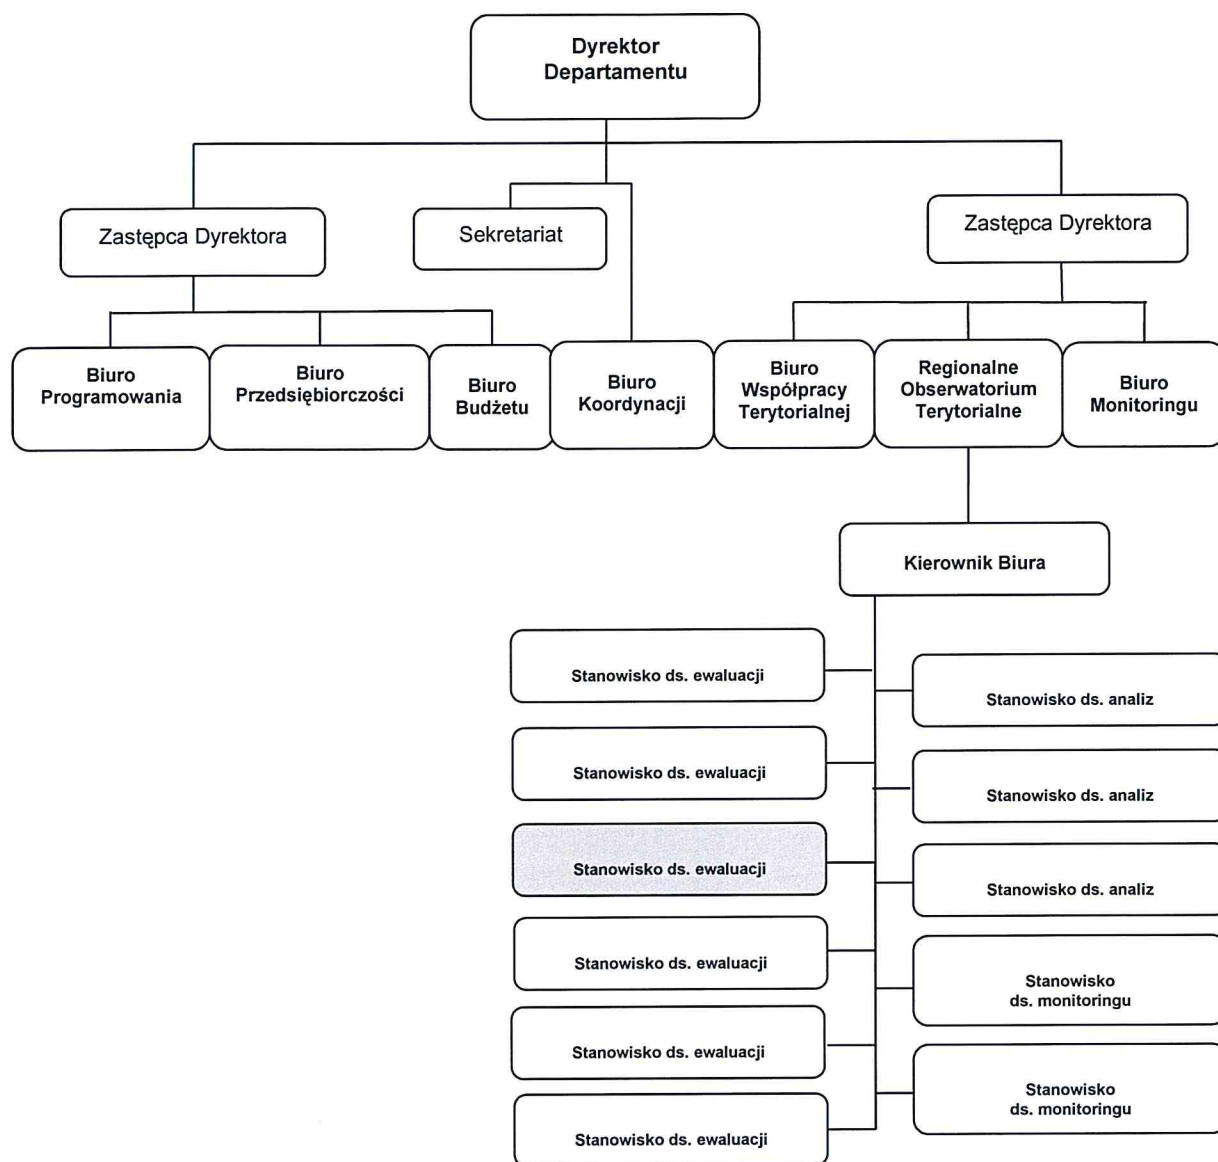 Dyrektor
Departamentu
Zastępca Dyrektora
Sekretariat
Zastępca Dyrektora
Biuro
Programowania
Biuro
Przedsiębiorczości
Biuro
Budżetu
Biuro
Koordynacji
Biuro
Współpracy
Terytorialnej
Regionalne
Obserwatorium
Terytorialne
Biuro
Monitoringu
Kierownik Biura
Stanowisko ds. ewaluacji
Stanowisko ds. analiz
Stanowisko ds. ewaluacji
Stanowisko ds. analiz
Stanowisko ds. ewaluacji
Stanowisko ds. analiz
Stanowisko ds. ewaluacji
Stanowisko
ds. monitoringu
Stanowisko ds. ewaluacji
Stanowisko
ds. monitoringu
Stanowisko ds. ewaluacji